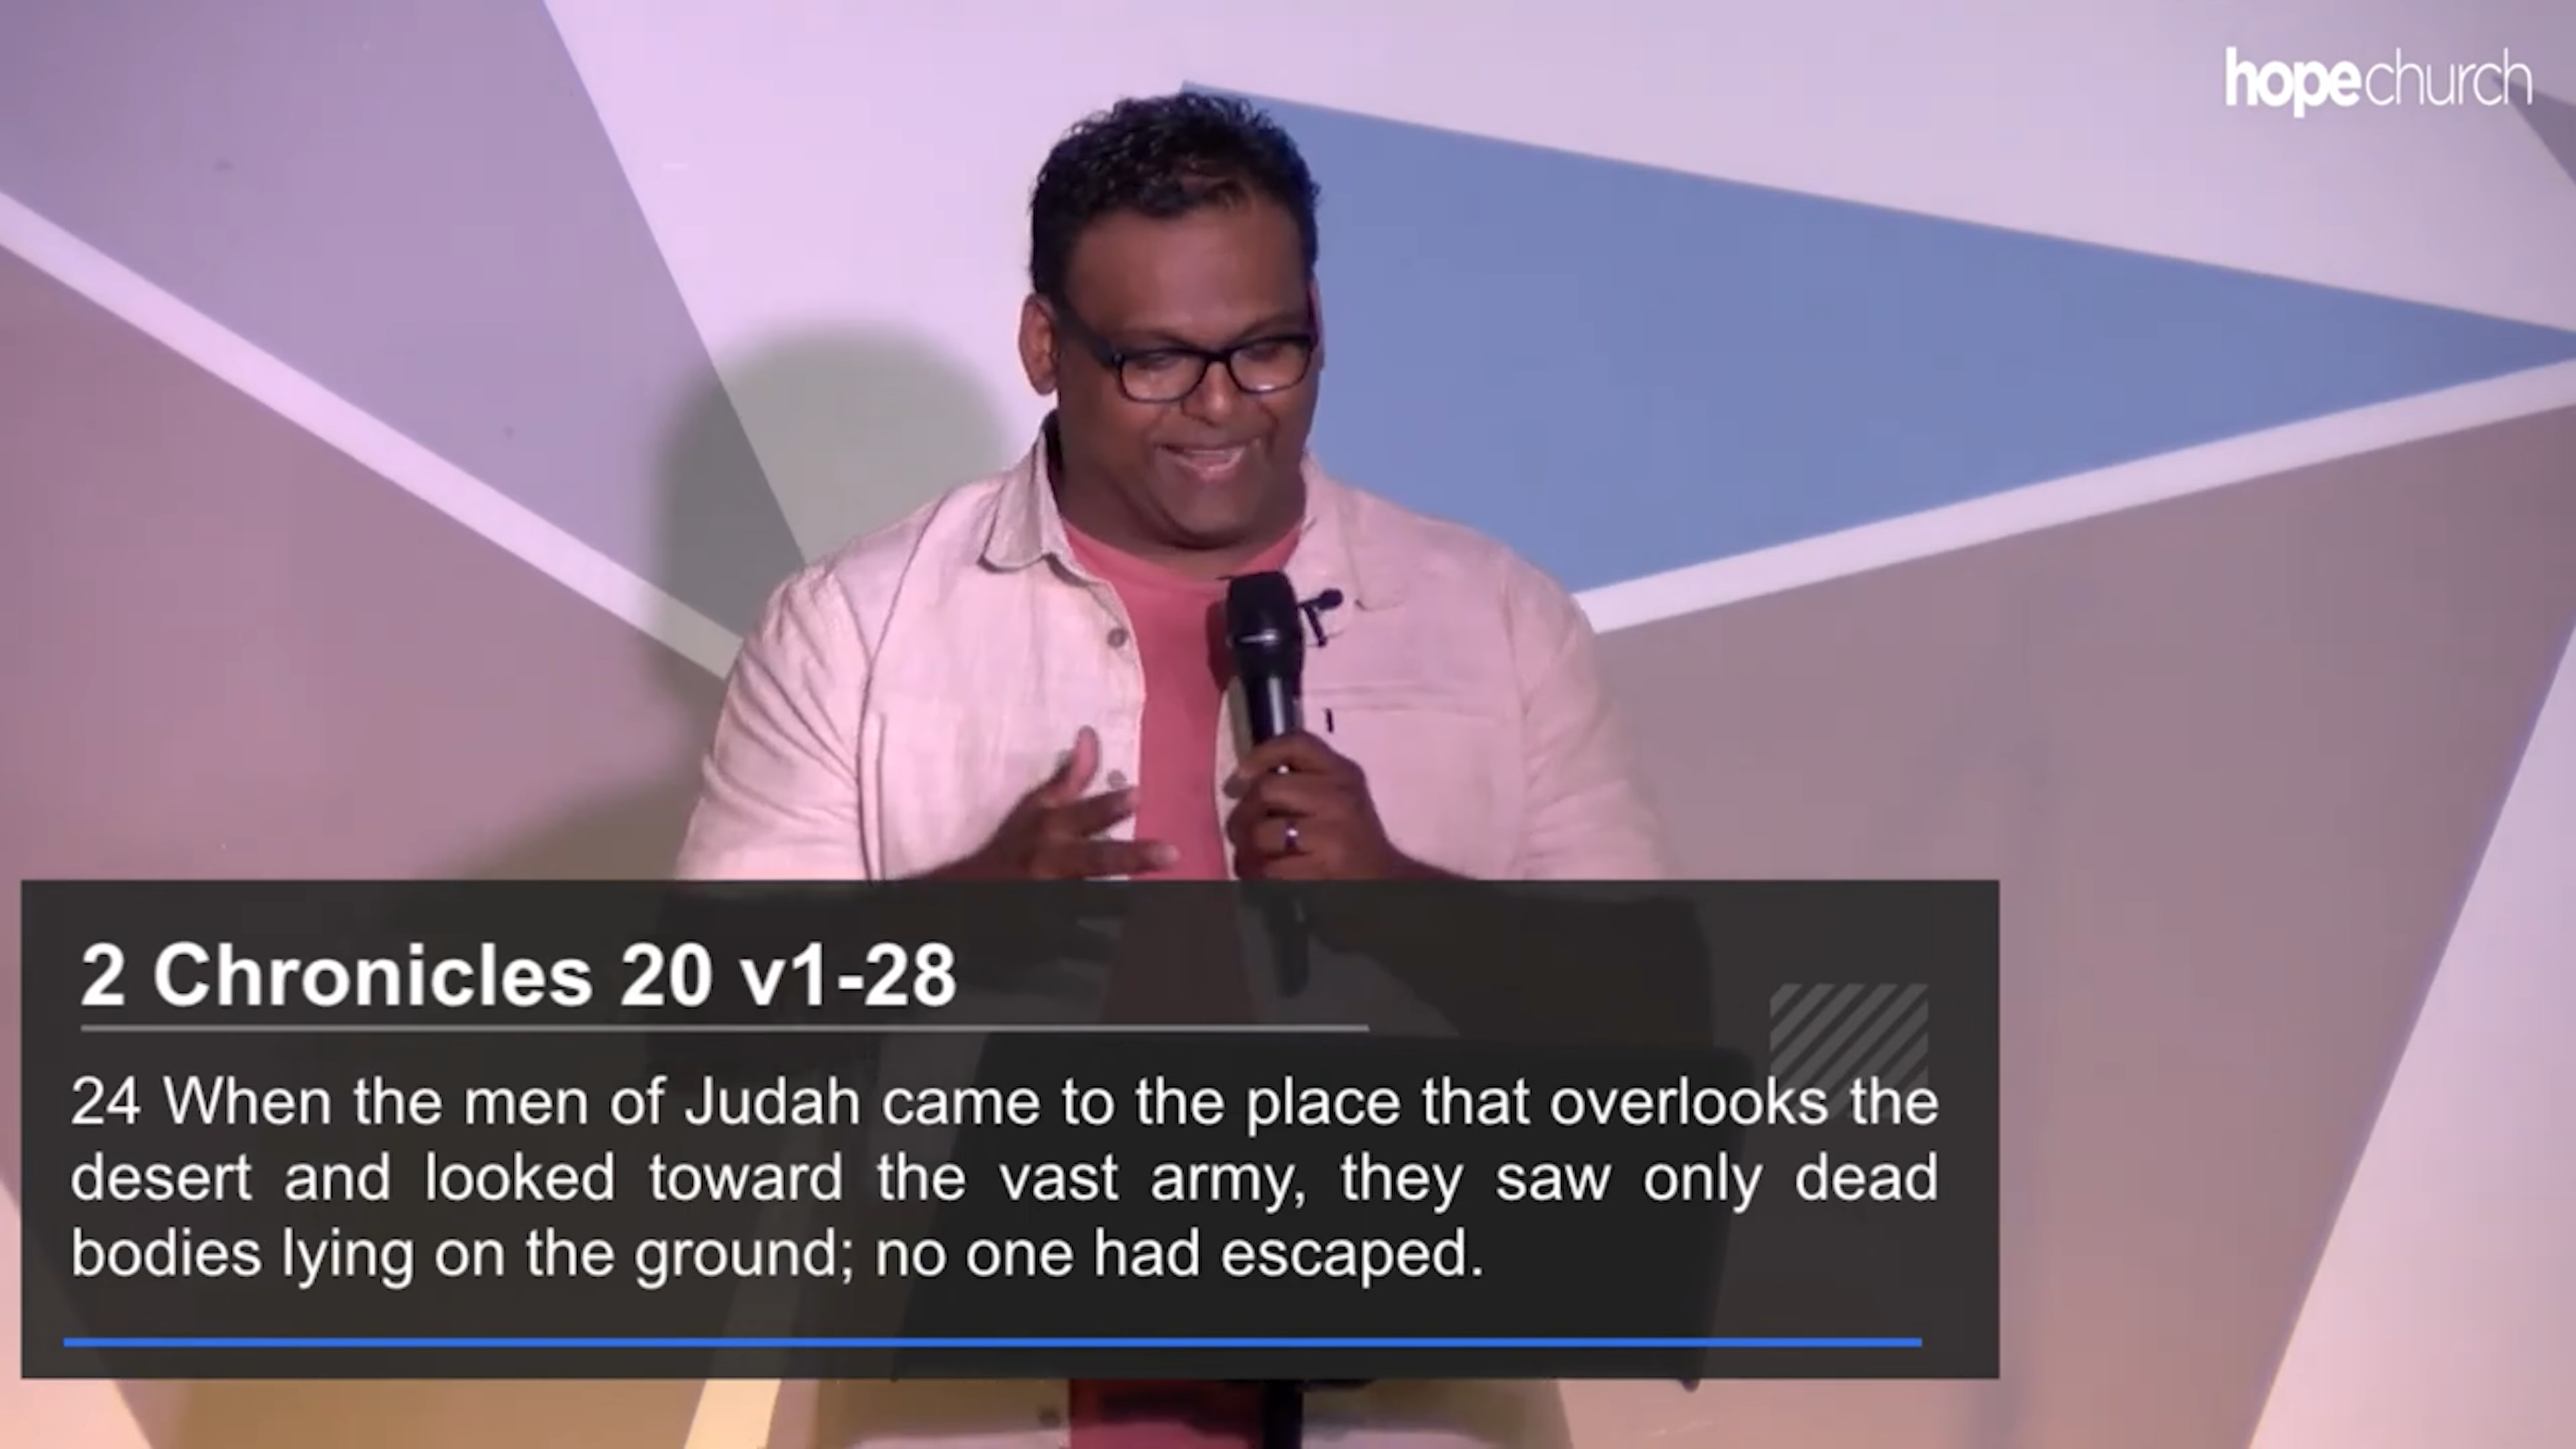 hopechurch
2 Chronicles 20 v1-28
24 When the men of Judah came to the place that overlooks the
desert and looked toward the vast army, they saw only dead
bodies lying on the ground; no one had escaped.